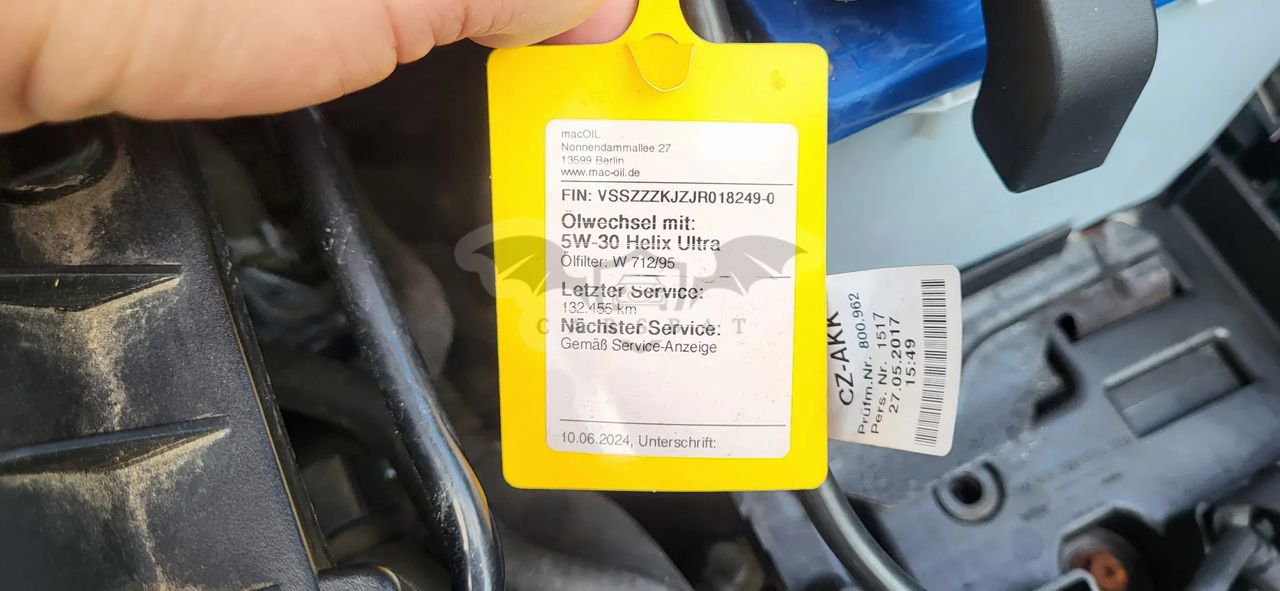 macOIL
Nonnendammallee 27
13599 Berlin
www.mac-oil.de
FIN: VSSZZZKJZJR018249-0
Ölwechsel mit:
5W-30 Helix Ultra
Ölfilter: W 712/95
Letzter Service:
132.455 km
Nächster Service:
Gemäß Service-Anzeige
10.06.2024, Unterschrift:
CZ-AKK
Prüfm.Nr. 800.962
Pers. Nr. 1517
27.05.2017
15:49